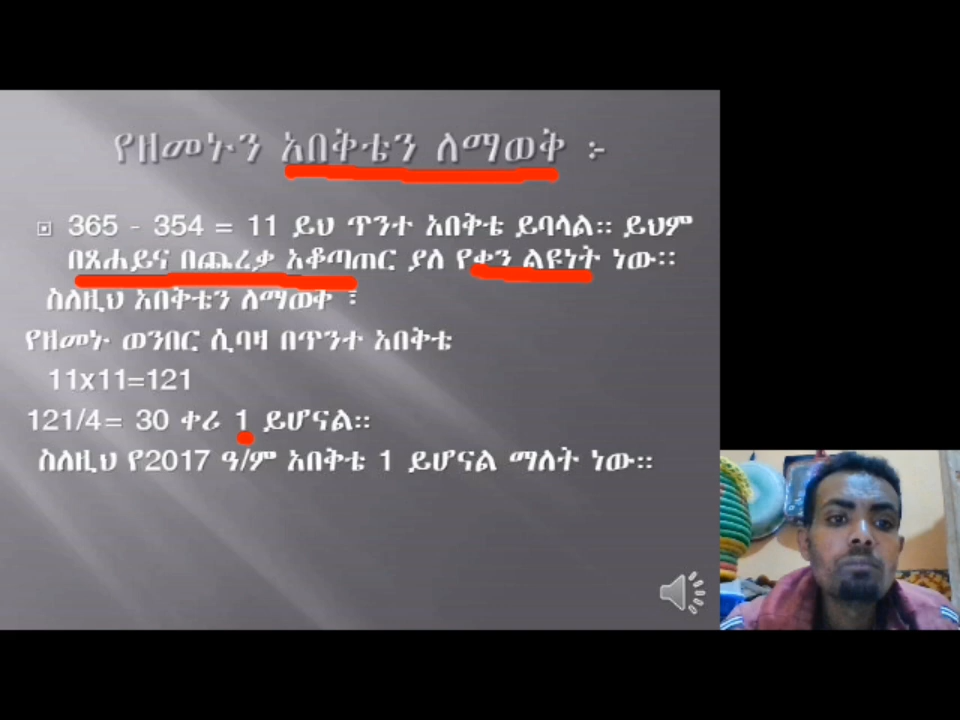 የዘመኑን አበቅቴን ለማወቅ ፦
365 - 354 = 11 ይህ ጥንተ አበቅቴ ይባላል። ይህም
በጸሐይና በጨረቃ አቆጣጠር ያለ የቀን ልዩነት ነው።
ስለዚህ አበቅቴን ለማወቀ ፣
የዘመኑ ወንበር ሲባዛ በጥንተ አበቅቴ
11x11=121
121/4= 30 ቀሪ 1 ይሆናል።
ስለዚህ የ2017 ዓ/ም አበቅቴ 1 ይሆናል ማለት ነው።